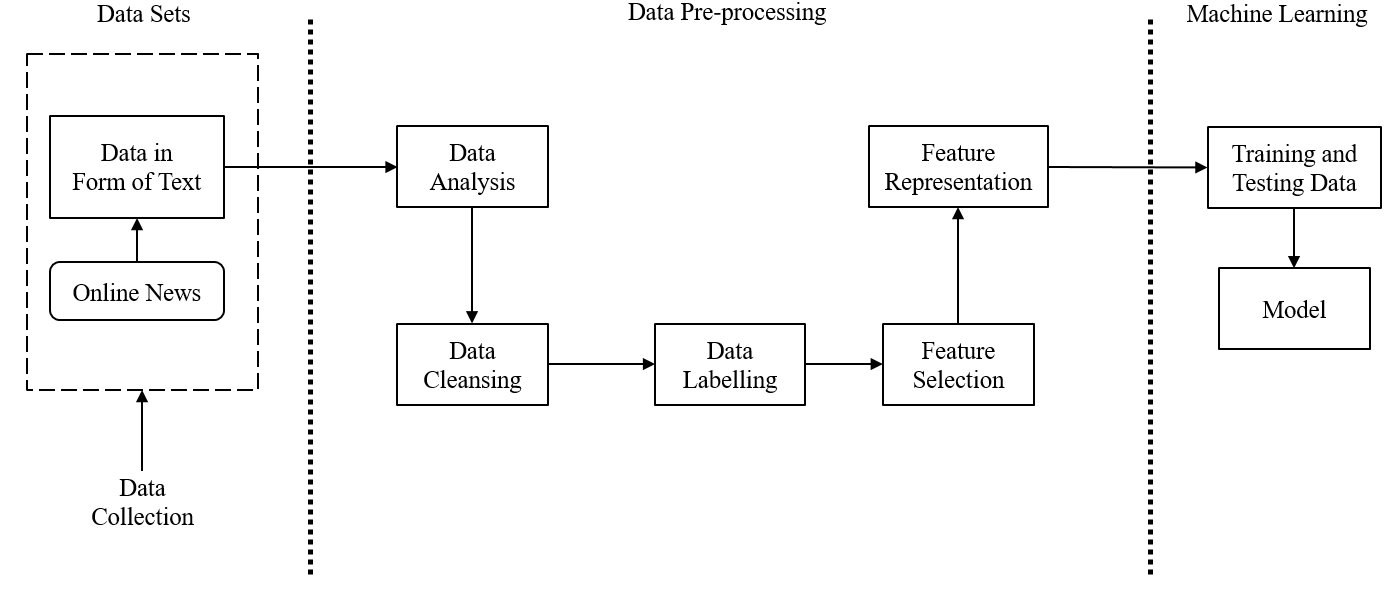 Data Sets
Data Pre-processing
Machine Learning
Data in
Form of Text
Online News
Data
Collection
Data
Analysis
Data
Cleansing
Data
Labelling
Feature
Selection
Feature
Representation
Training and
Testing Data
Model